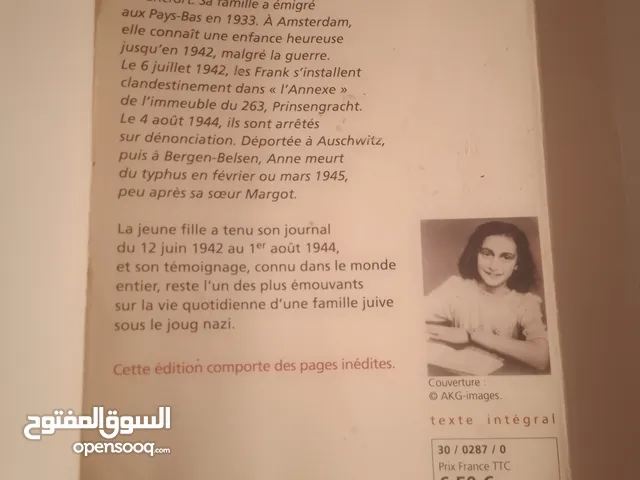 Sa famille a émigré
aux Pays-Bas en 1933. À Amsterdam,
elle connaît une enfance heureuse
jusqu'en 1942, malgré la guerre.
Le 6 juillet 1942, les Frank s'installent
clandestinement dans « l'Annexe »
de l'immeuble du 263, Prinsengracht.
Le 4 août 1944, ils sont arrêtés
sur dénonciation. Déportée à Auschwitz,
puis à Bergen-Belsen, Anne meurt
du typhus en février ou mars 1945,
peu après sa sœur Margot.
La jeune fille a tenu son journal
du 12 juin 1942 au 1er août 1944,
et son témoignage, connu dans le monde
entier, reste l'un des plus émouvants
sur la vie quotidienne d'une famille juive
sous le joug nazi.
Cette édition comporte des pages inédites.
Couverture :
© AKG-images.
texte intégral
30 / 0287 / 0
Prix France TTC
السوق المفتوح
opensooq.com